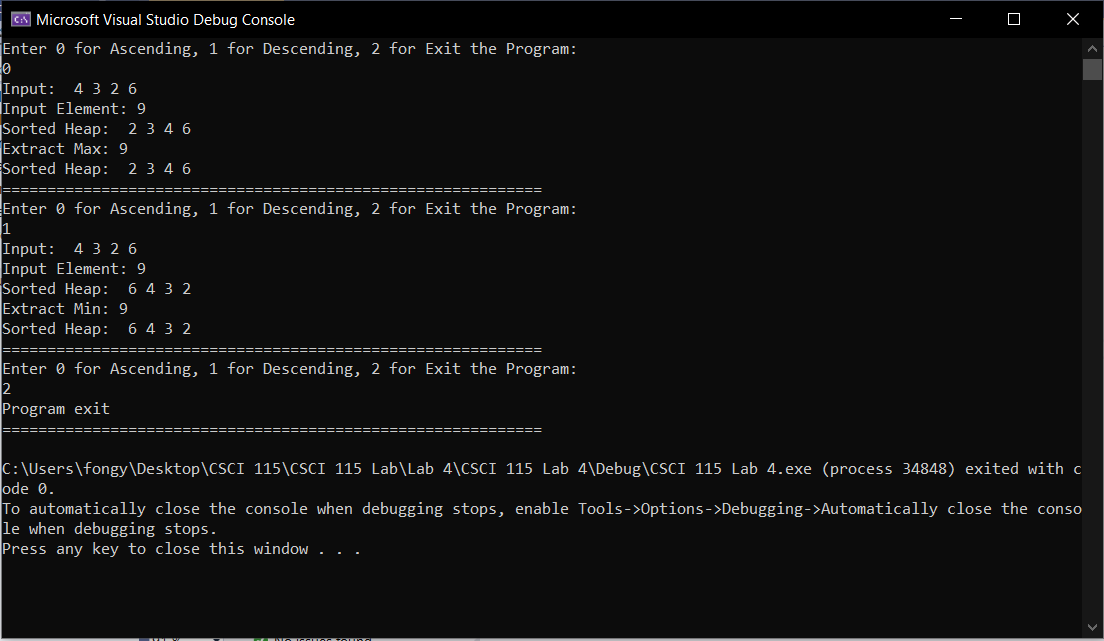 Microsoft Visual Studio Debug Console
Enter 0 for Ascending, 1 for Descending, 2 for Exit the Program:
0
Input:  4 3 2 6
Input Element: 9
Sorted Heap:  2 3 4 6
Extract Max: 9
Sorted Heap:  2 3 4 6
============================================================
Enter 0 for Ascending, 1 for Descending, 2 for Exit the Program:
1
Input:  4 3 2 6
Input Element: 9
Sorted Heap:  6 4 3 2
Extract Min: 9
Sorted Heap:  6 4 3 2
============================================================
Enter 0 for Ascending, 1 for Descending, 2 for Exit the Program:
2
Program exit
============================================================
C:\Users\fongy\Desktop\CSCI 115\CSCI 115 Lab\Lab 4\CSCI 115 Lab 4\Debug\CSCI 115 Lab 4.exe (process 34848) exited with c
ode 0.
To automatically close the console when debugging stops, enable Tools->Options->Debugging->Automatically close the conso
le when debugging stops.
Press any key to close this window . . .